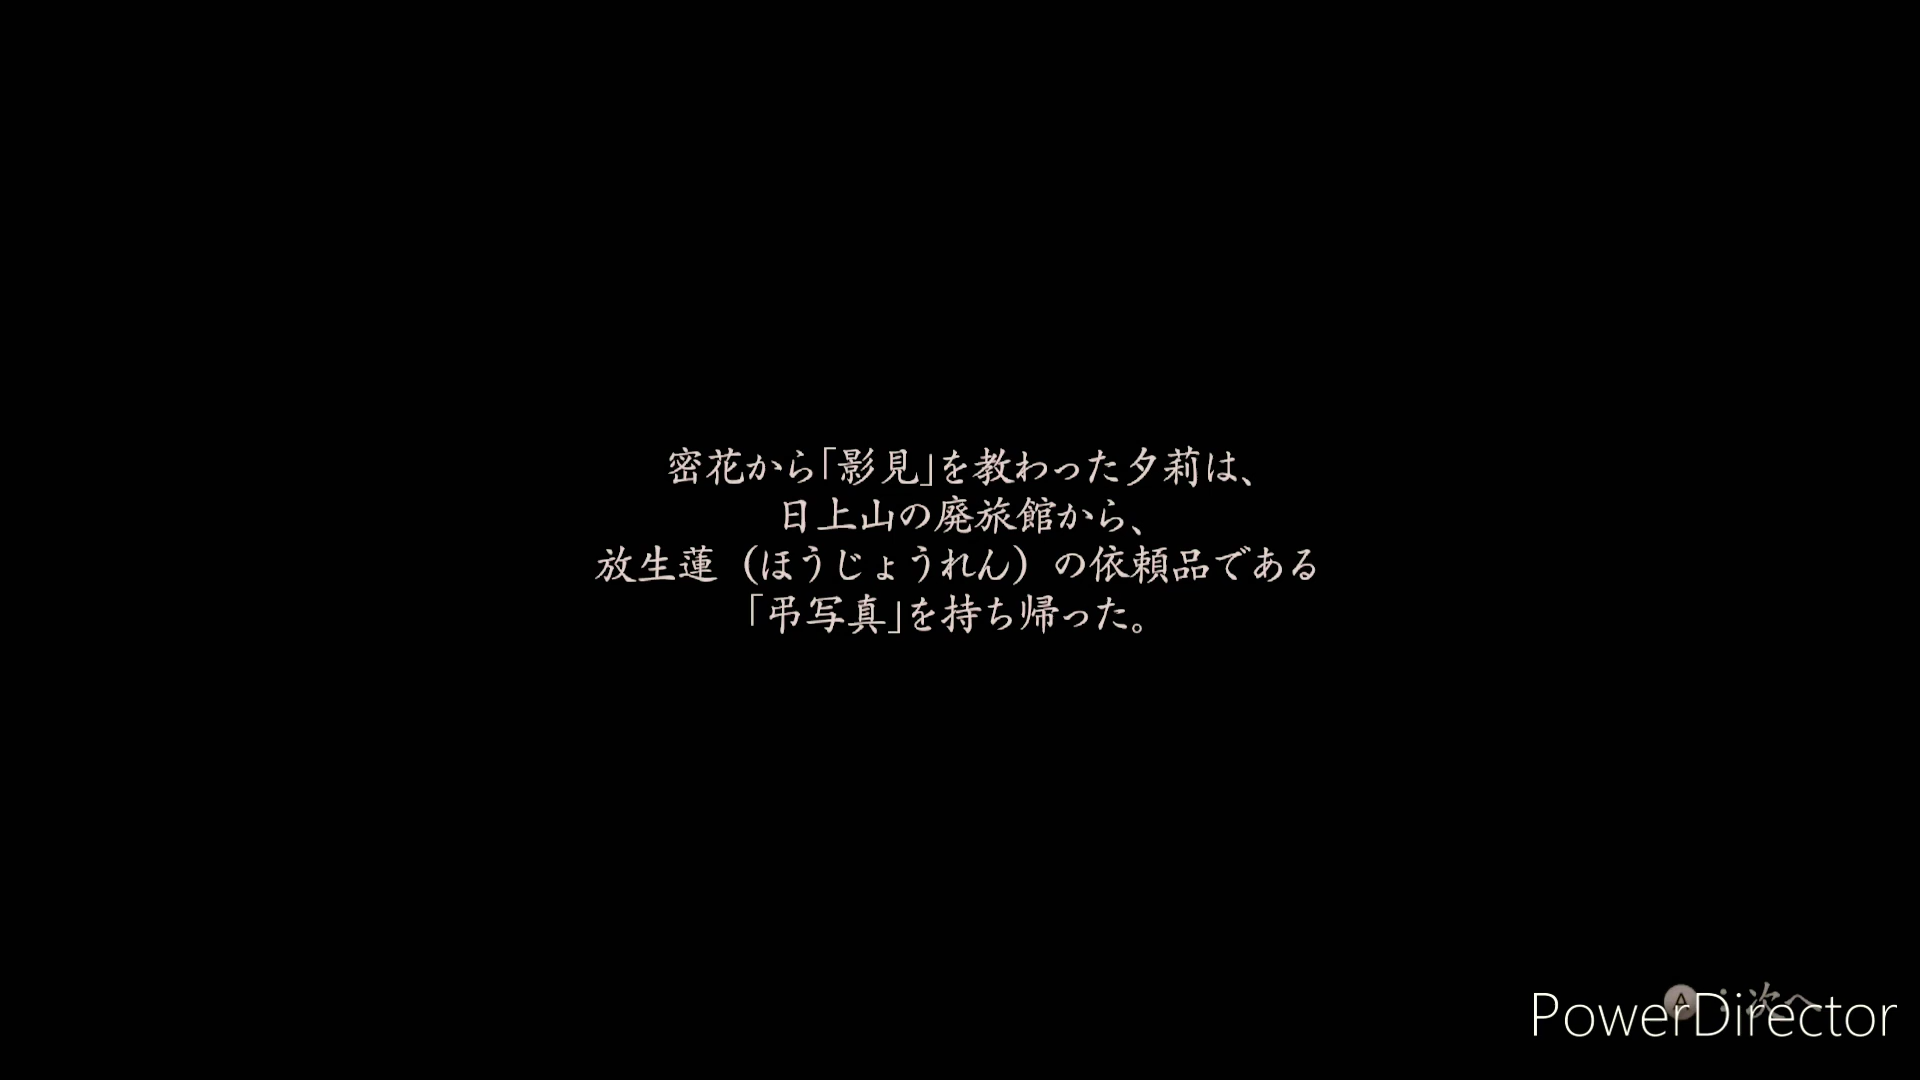 密花から「影見」を教わった夕莉は、
日上山の廃旅館から、
放生蓮（ほうじょうれん）の依頼品である
「弔写真」を持ち帰った。
A：次へ
PowerDirector